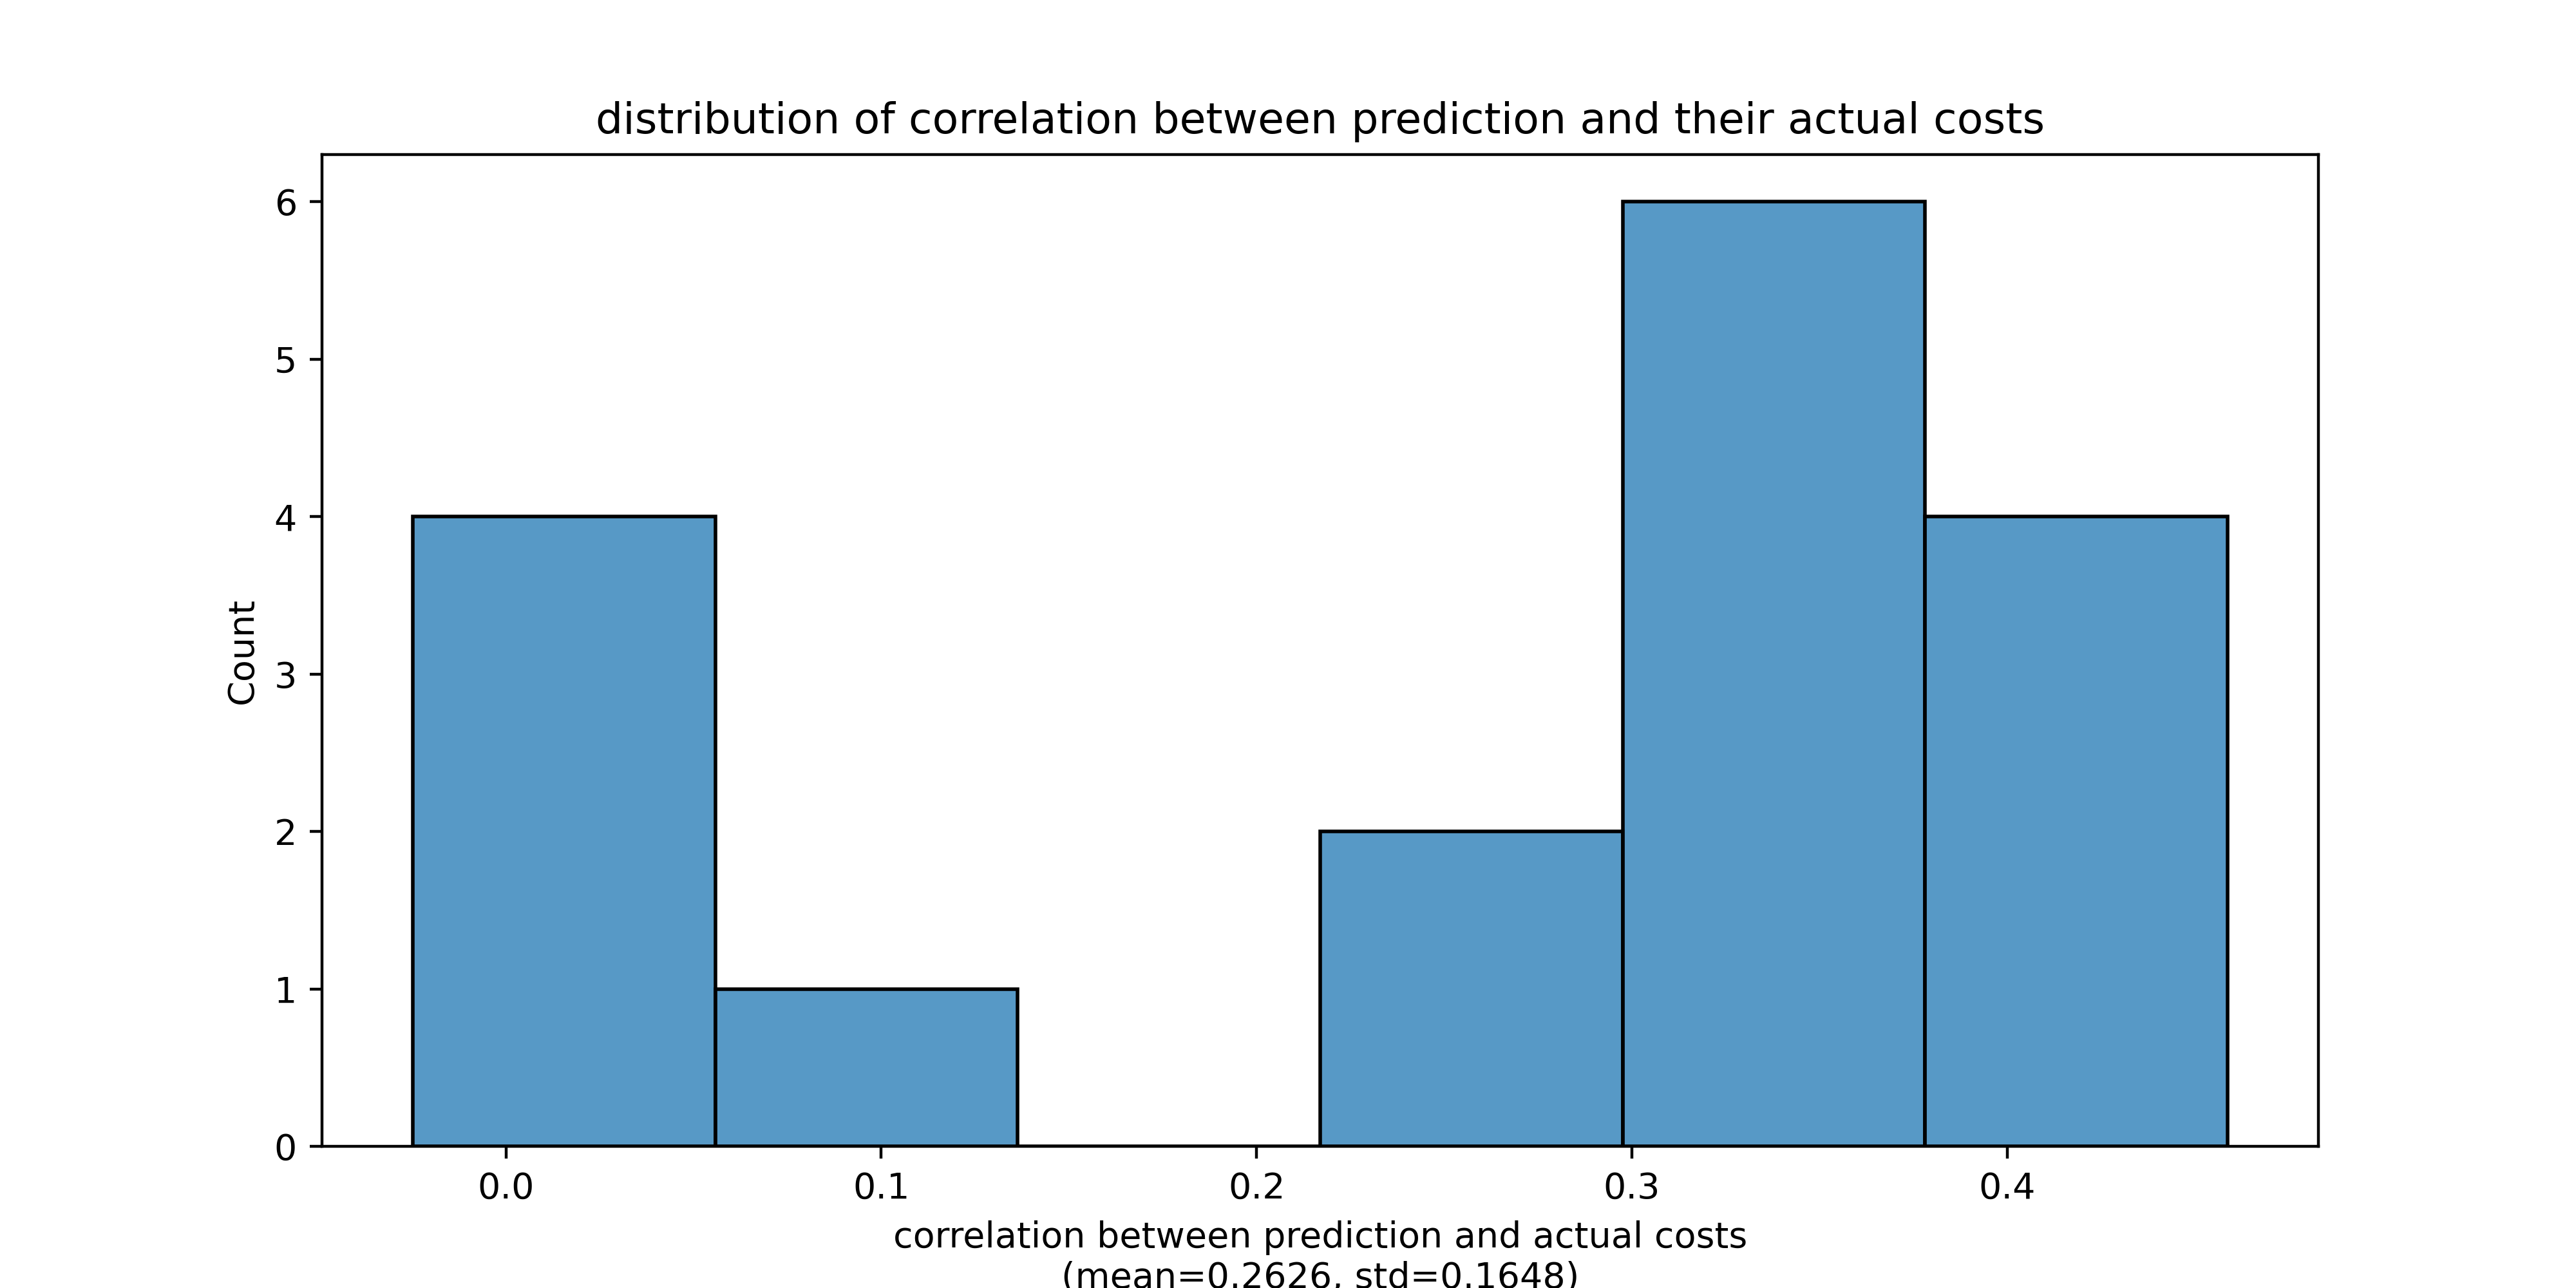 distribution of correlation between prediction and their actual costs
6
5
4
3
2
1
0
Count
0.0 0.1 0.2 0.3 0.4
correlation between prediction and actual costs
(mean=0.2626, std=0.1648)